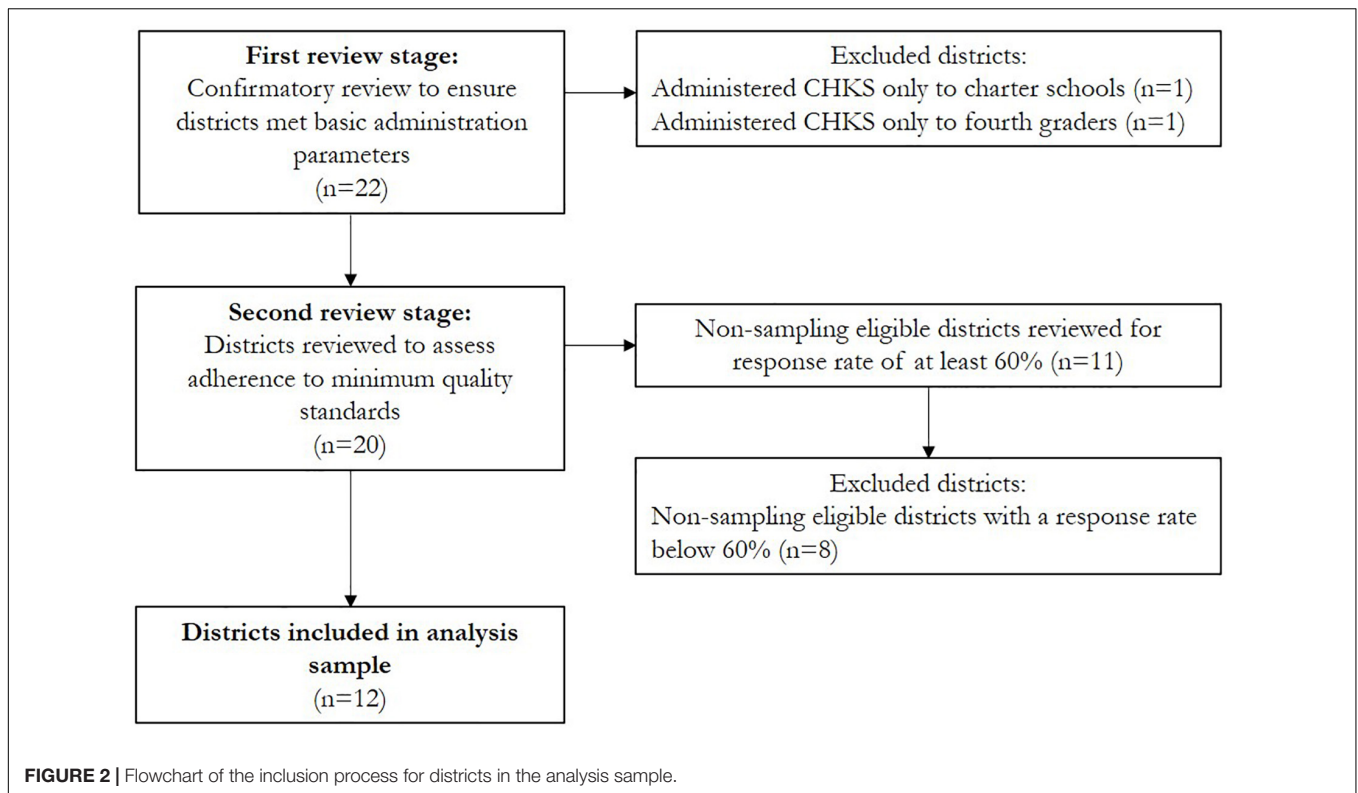 First review stage:
Confirmatory review to ensure
districts met basic administration
parameters
(n=22)
Excluded districts:
Administered CHKS only to charter schools (n=1)
Administered CHKS only to fourth graders (n=1)
Second review stage:
Districts reviewed to assess
adherence to minimum quality
standards
(n=20)
Non-sampling eligible districts reviewed for
response rate of at least 60% (n=11)
Excluded districts:
Non-sampling eligible districts with a response rate
below 60% (n=8)
Districts included in analysis
sample
(n=12)
FIGURE 2 | Flowchart of the inclusion process for districts in the analysis sample.